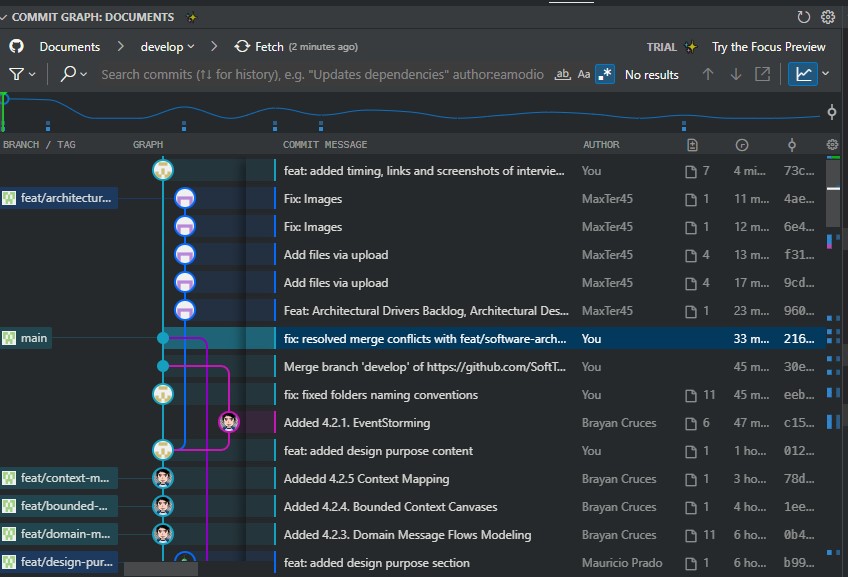 COMMIT GRAPH: DOCUMENTS
Documents > develop > Fetch (2 minutes ago) TRIAL Try the Focus Preview
Search commits (↑↓ for history), e.g. "Updates dependencies" author:eamodio ab Aa .* No results
BRANCH / TAG GRAPH COMMIT MESSAGE AUTHOR
feat: added timing, links and screenshots of intervie... You 7 4 mi... 73c...
feat/architectur... Fix: Images MaxTer45 1 11 m... 4ae...
Fix: Images MaxTer45 1 12 m... 6e4...
Add files via upload MaxTer45 4 13 m... f31...
Add files via upload MaxTer45 4 17 m... 9cd...
Feat: Architectural Drivers Backlog, Architectural Des... MaxTer45 1 23 m... 960...
main fix: resolved merge conflicts with feat/software-arch... You 33 m... 216...
Merge branch 'develop' of https://github.com/SoftT... You 45 m... 30e...
fix: fixed folders naming conventions You 11 45 m... eeb...
Added 4.2.1. EventStorming Brayan Cruces 6 47 m... c15...
feat: added design purpose content You 1 1 ho... 012...
feat/context-m... Addedd 4.2.5 Context Mapping Brayan Cruces 1 3 ho... 78d...
feat/bounded-... Added 4.2.4. Bounded Context Canvases Brayan Cruces 1 4 ho... 1ee...
feat/domain-m... Added 4.2.3. Domain Message Flows Modeling Brayan Cruces 11 6 ho... 0b4...
feat/design-pur... feat: added design purpose section Mauricio Prado 1 6 ho... b99...